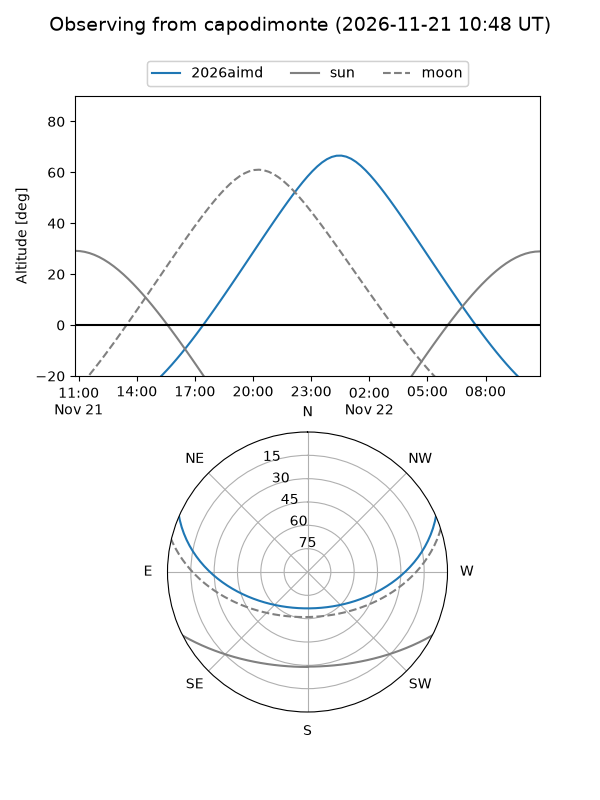 Observing from capodimonte (2026-11-21 10:48 UT)
2026aimd sun moon
Altitude [deg]
80
60
40
20
0
−20
11:00 14:00 17:00 20:00 23:00 02:00 05:00 08:00
Nov 21 Nov 22
N
NE NW
15
30
45
60
75
E W
SE SW
S